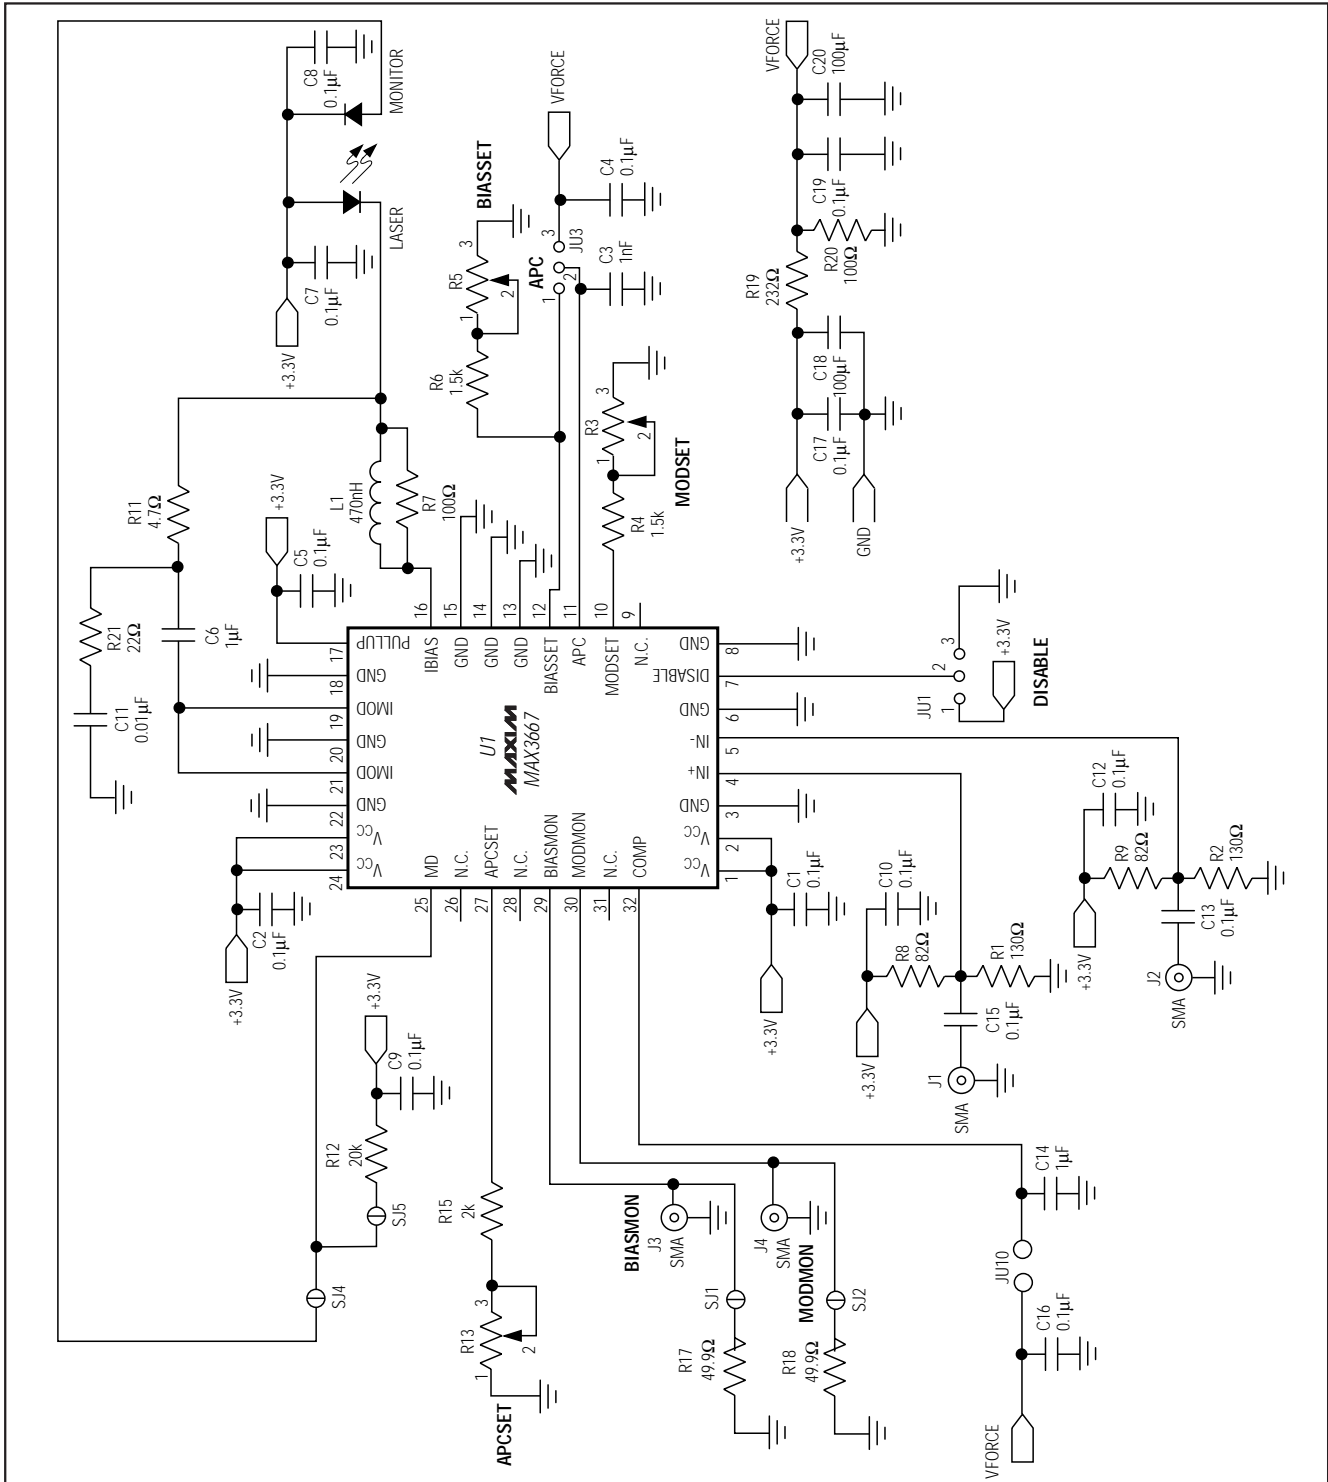 VFORCE
C20
100µF
C19
0.1µF
R20
100Ω
R19
232Ω
C18
100µF
C17
0.1µF
+3.3V
GND
C8
0.1µF
MONITOR
LASER
C7
0.1µF
+3.3V
VFORCE
BIASSET
C4
0.1µF
3
JU3
APC
2
1
C3
1nF
R5
3
2
1
R6
1.5k
R3
3
2
1
MODSET
R4
1.5k
R11
4.7Ω
L1
470nH
R7
100Ω
+3.3V
C5
0.1µF
R21
22Ω
C6
1µF
C11
0.01µF
16
15
14
13
12
11
10
9
IBIAS
GND
GND
GND
BIASSET
APC
MODSET
N.C.
PULLUP
17
GND
18
IMOD
19
GND
20
IMOD
21
GND
22
VCC
23
VCC
24
U1
MAXIM
MAX3667
GND
8
DISABLE
7
GND
6
IN-
5
IN+
4
GND
3
VCC
2
VCC
1
MD
N.C.
APCSET
N.C.
BIASMON
MODMON
N.C.
COMP
25
26
27
28
29
30
31
32
3
2
JU1
1
+3.3V
DISABLE
C2
0.1µF
+3.3V
C1
0.1µF
+3.3V
C10
0.1µF
R8
82Ω
R1
130Ω
+3.3V
C15
0.1µF
J1
SMA
C12
0.1µF
R9
82Ω
R2
130Ω
C13
0.1µF
+3.3V
J2
SMA
+3.3V
C9
0.1µF
R12
20k
SJ5
SJ4
R15
2k
R13
3
2
1
APCSET
BIASMON
J3
SMA
J4
SMA
MODMON
SJ1
SJ2
R17
49.9Ω
R18
49.9Ω
C14
1µF
JU10
C16
0.1µF
VFORCE